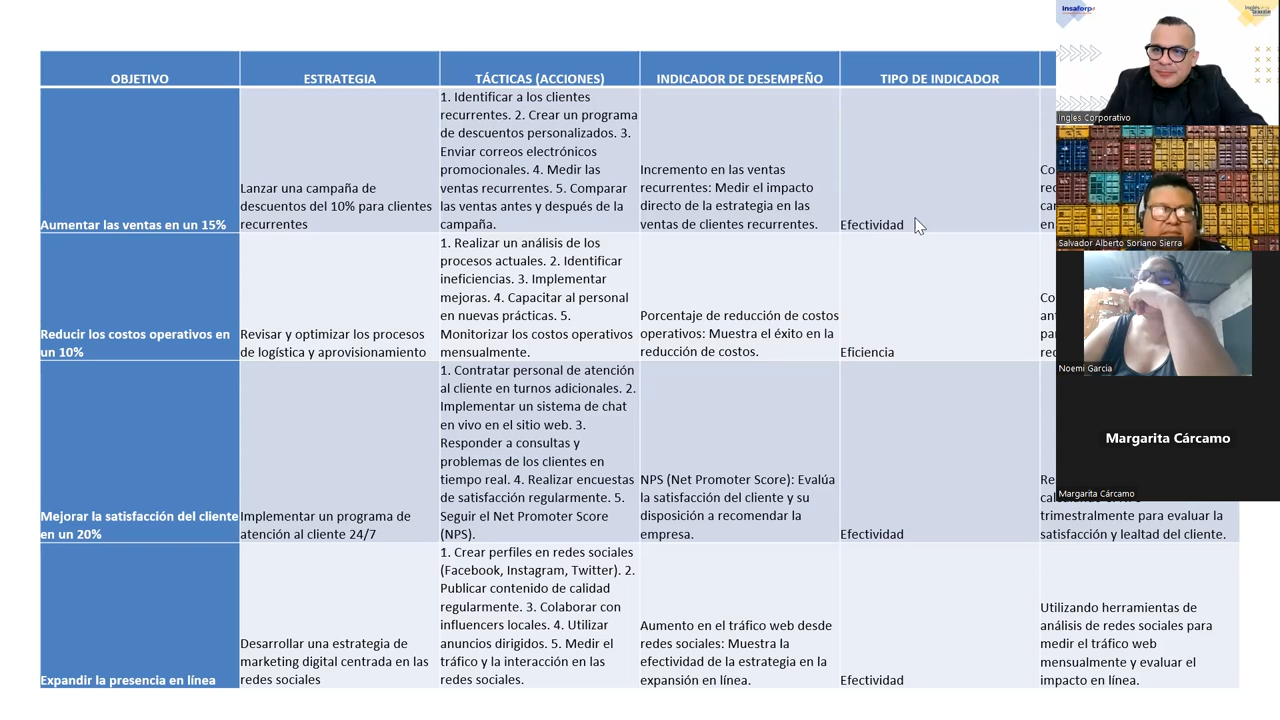 OBJETIVO
ESTRATEGIA
TÁCTICAS (ACCIONES)
INDICADOR DE DESEMPEÑO
TIPO DE INDICADOR
Aumentar las ventas en un 15%
Lanzar una campaña de
descuentos del 10% para clientes
recurrentes
1. Identificar a los clientes
recurrentes. 2. Crear un programa
de descuentos personalizados. 3.
Enviar correos electrónicos
promocionales. 4. Medir las
ventas recurrentes. 5. Comparar
las ventas antes y después de la
campaña.
Incremento en las ventas
recurrentes: Medir el impacto
directo de la estrategia en las
ventas de clientes recurrentes.
Efectividad
Reducir los costos operativos en
un 10%
Revisar y optimizar los procesos
de logística y aprovisionamiento
1. Realizar un análisis de los
procesos actuales. 2. Identificar
ineficiencias. 3. Implementar
mejoras. 4. Capacitar al personal
en nuevas prácticas. 5.
Monitorizar los costos operativos
mensualmente.
Porcentaje de reducción de costos
operativos: Muestra el éxito en la
reducción de costos.
Eficiencia
Mejorar la satisfacción del cliente
en un 20%
Implementar un programa de
atención al cliente 24/7
1. Contratar personal de atención
al cliente en turnos adicionales. 2.
Implementar un sistema de chat
en vivo en el sitio web. 3.
Responder a consultas y
problemas de los clientes en
tiempo real. 4. Realizar encuestas
de satisfacción regularmente. 5.
Seguir el Net Promoter Score
(NPS).
NPS (Net Promoter Score): Evalúa
la satisfacción del cliente y su
disposición a recomendar la
empresa.
Efectividad
trimestralmente para evaluar la
satisfacción y lealtad del cliente.
Expandir la presencia en línea
Desarrollar una estrategia de
marketing digital centrada en las
redes sociales
1. Crear perfiles en redes sociales
(Facebook, Instagram, Twitter). 2.
Publicar contenido de calidad
regularmente. 3. Colaborar con
influencers locales. 4. Utilizar
anuncios dirigidos. 5. Medir el
tráfico y la interacción en las
redes sociales.
Aumento en el tráfico web desde
redes sociales: Muestra la
efectividad de la estrategia en la
expansión en línea.
Efectividad
Utilizando herramientas de
análisis de redes sociales para
medir el tráfico web
mensualmente y evaluar el
impacto en línea.
Insaforp
Ingles Corporativo
Salvador Alberto Soriano Sierra
Noemi Garcia
Margarita Cárcamo
Margarita Cárcamo